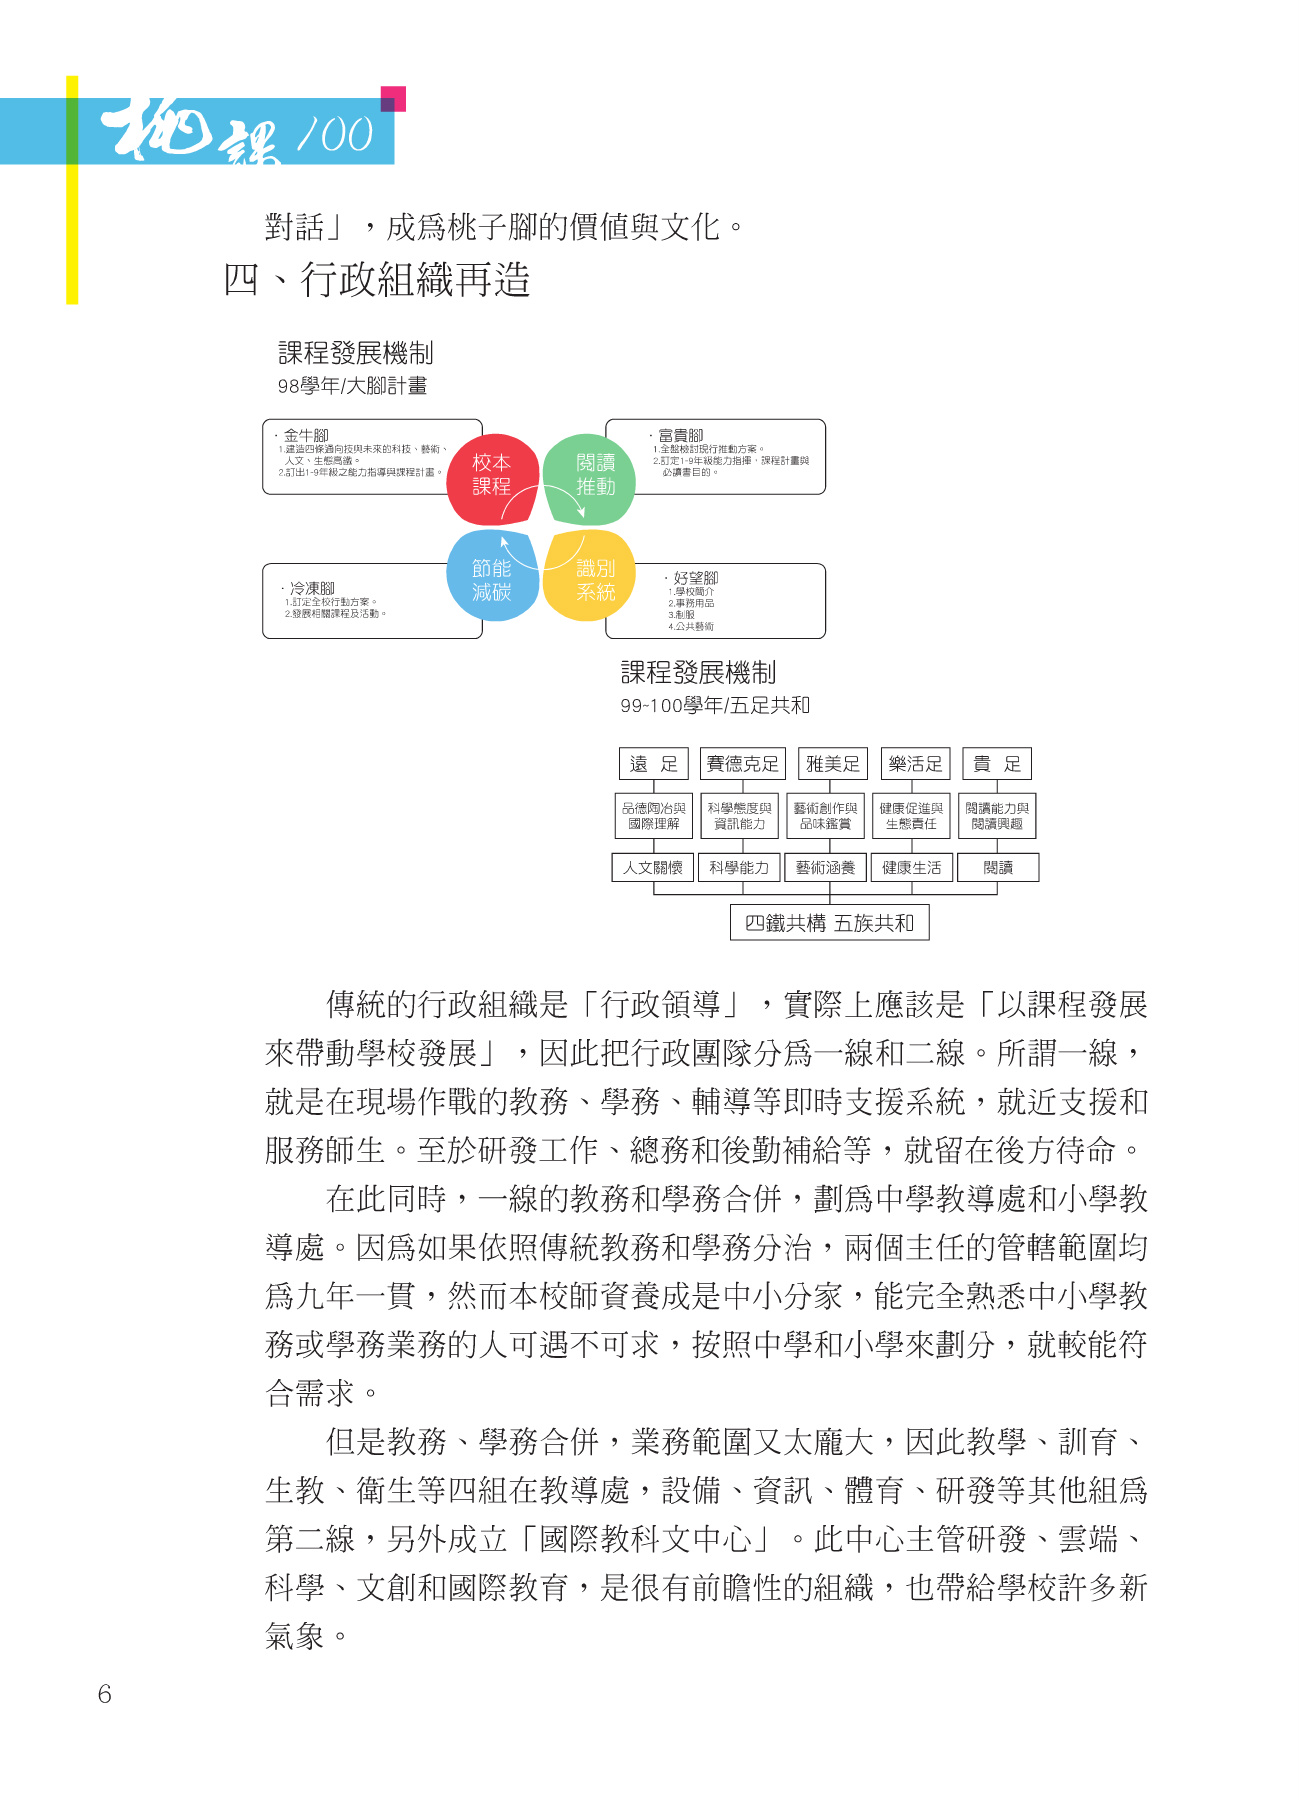 桃課100
對話」，成為桃子腳的價值與文化。
四、行政組織再造
課程發展機制
98學年/大腳計畫
·金牛腳
1.建造四條通向技與未來的科技、藝術、
人文、生態高鐵。
2.訂出1-9年級之能力指導與課程計畫。
校本
課程
閱讀
推動
·富貴腳
1.全盤檢討現行推動方案。
2.訂定1-9年級能力指揮，課程計畫與
必讀書目的。
·冷凍腳
1.訂定全校行動方案。
2.發展相關課程及活動。
節能
減碳
識別
系統
·好望腳
1.學校簡介
2.事務用品
3.制服
4.公共藝術
課程發展機制
99~100學年/五足共和
遠 足 賽德克足 雅美足 樂活足 貴 足
品德陶冶與 科學態度與 藝術創作與 健康促進與 閱讀能力與
國際理解 資訊能力 品味鑑賞 生態責任 閱讀興趣
人文關懷 科學能力 藝術涵養 健康生活 閱讀
四鐵共構 五族共和
傳統的行政組織是「行政領導」，實際上應該是「以課程發展
來帶動學校發展」，因此把行政團隊分為一線和二線。所謂一線，
就是在現場作戰的教務、學務、輔導等即時支援系統，就近支援和
服務師生。至於研發工作、總務和後勤補給等，就留在後方待命。
在此同時，一線的教務和學務合併，劃為中學教導處和小學教
導處。因為如果依照傳統教務和學務分治，兩個主任的管轄範圍均
為九年一貫，然而本校師資養成是中小分家，能完全熟悉中小學教
務或學務業務的人可遇不可求，按照中學和小學來劃分，就較能符
合需求。
但是教務、學務合併，業務範圍又太龐大，因此教學、訓育、
生教、衛生等四組在教導處，設備、資訊、體育、研發等其他組為
第二線，另外成立「國際教科文中心」。此中心主管研發、雲端、
科學、文創和國際教育，是很有前瞻性的組織，也帶給學校許多新
氣象。
6